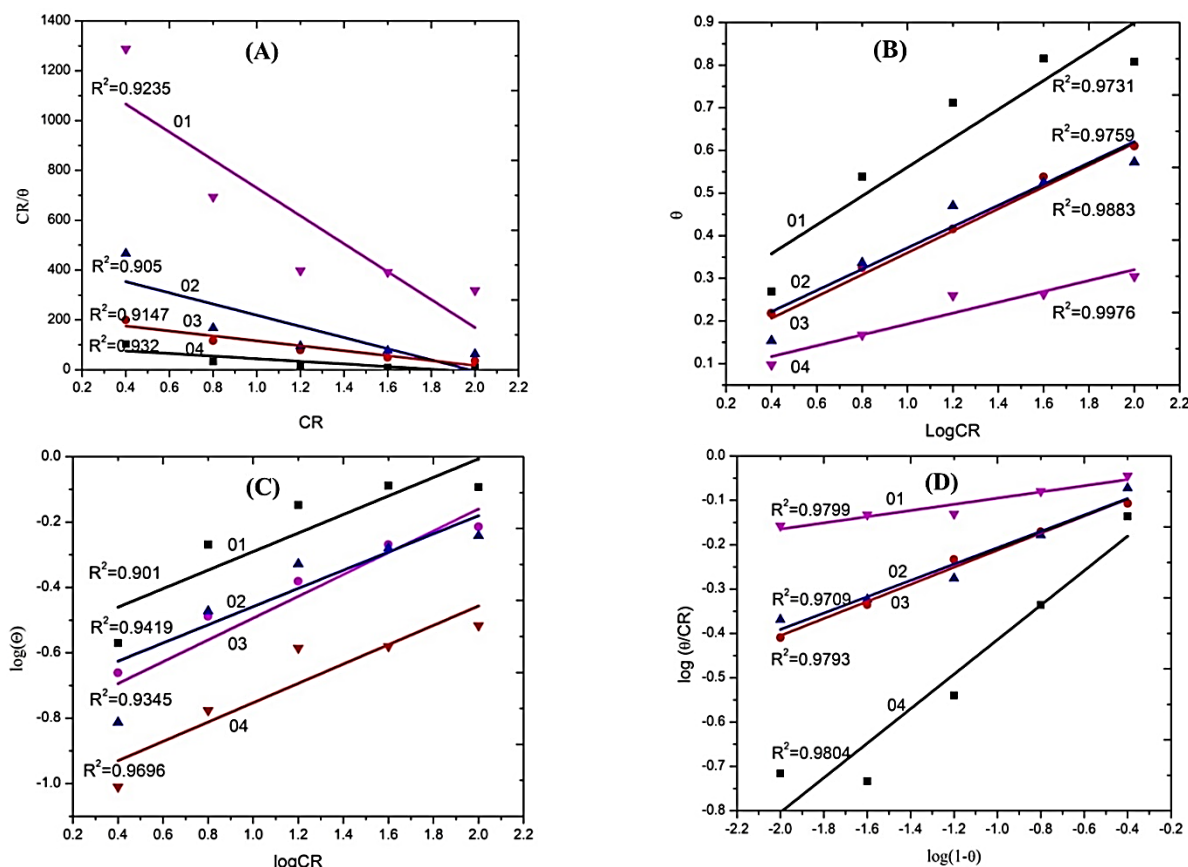 (A)
1400
1200
1000
800
600
400
200
0
CR/θ
R²=0.9235
01
R²=0.905
02
R²=0.9147
03
R²=0.932
04
0.2 0.4 0.6 0.8 1.0 1.2 1.4 1.6 1.8 2.0 2.2
CR
(B)
0.9
0.8
0.7
0.6
0.5
0.4
0.3
0.2
0.1
θ
R²=0.9731
R²=0.9759
01
R²=0.9883
02
03
R²=0.9976
04
0.2 0.4 0.6 0.8 1.0 1.2 1.4 1.6 1.8 2.0 2.2
LogCR
(C)
0.0
-0.2
-0.4
-0.6
-0.8
-1.0
log(Θ)
01
R²=0.901
02
R²=0.9419
03
R²=0.9345
04
R²=0.9696
0.2 0.4 0.6 0.8 1.0 1.2 1.4 1.6 1.8 2.0 2.2
logCR
(D)
0.0
-0.1
-0.2
-0.3
-0.4
-0.5
-0.6
-0.7
-0.8
log (θ/CR)
01
R²=0.9799
02
R²=0.9709
03
R²=0.9793
04
R²=0.9804
-2.2 -2.0 -1.8 -1.6 -1.4 -1.2 -1.0 -0.8 -0.6 -0.4 -0.2
log(1-θ)